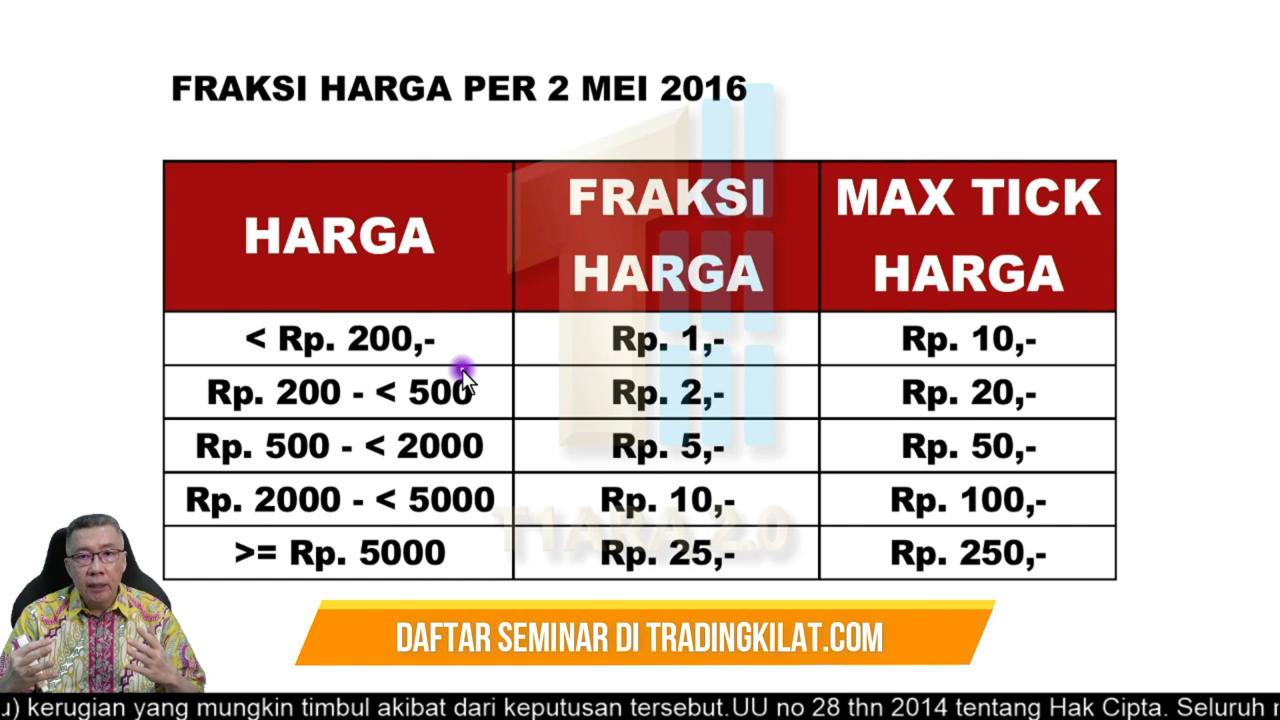 FRAKSI HARGA PER 2 MEI 2016
HARGA
FRAKSI
HARGA
MAX TICK
HARGA
< Rp. 200,-
Rp. 1,-
Rp. 10,-
Rp. 200 - < 500
Rp. 2,-
Rp. 20,-
Rp. 500 - < 2000
Rp. 5,-
Rp. 50,-
Rp. 2000 - < 5000
Rp. 10,-
Rp. 100,-
>= Rp. 5000
Rp. 25,-
Rp. 250,-
T1ARA 2.0
DAFTAR SEMINAR DI TRADINGKILAT.COM
kerugian yang mungkin timbul akibat dari keputusan tersebut.UU no 28 thn 2014 tentang Hak Cipta. Seluruh